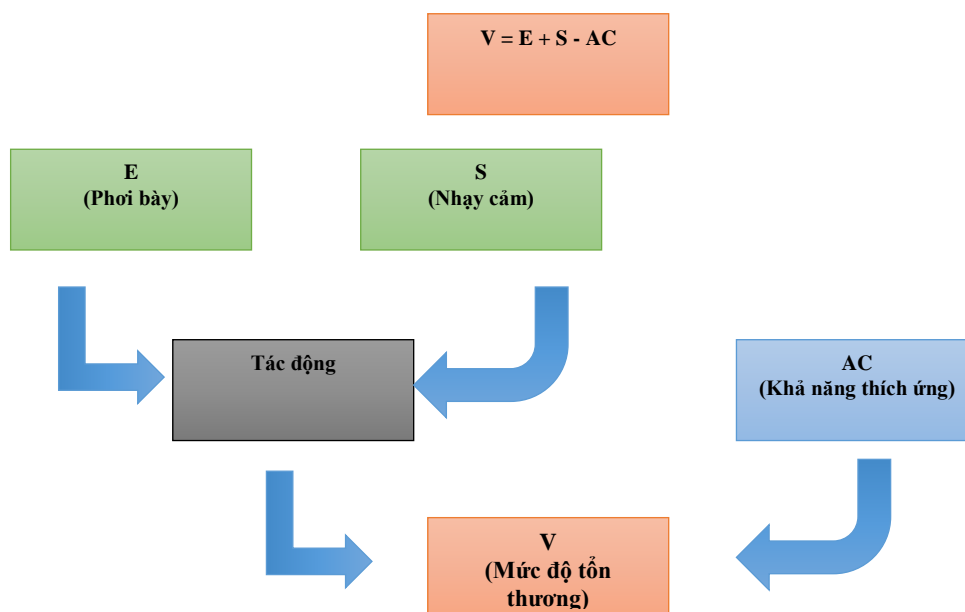 V = E + S - AC
E
(Phơi bày)
S
(Nhạy cảm)
Tác động
AC
(Khả năng thích ứng)
V
(Mức độ tổn
thương)